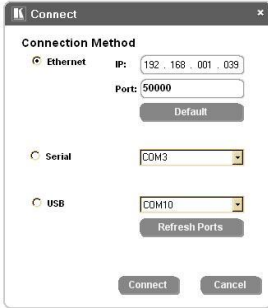 Connect
Connection Method
Ethernet IP: 192 . 168 . 001 . 039
Port: 50000
Default
Serial COM3
USB COM10
Refresh Ports
Connect Cancel